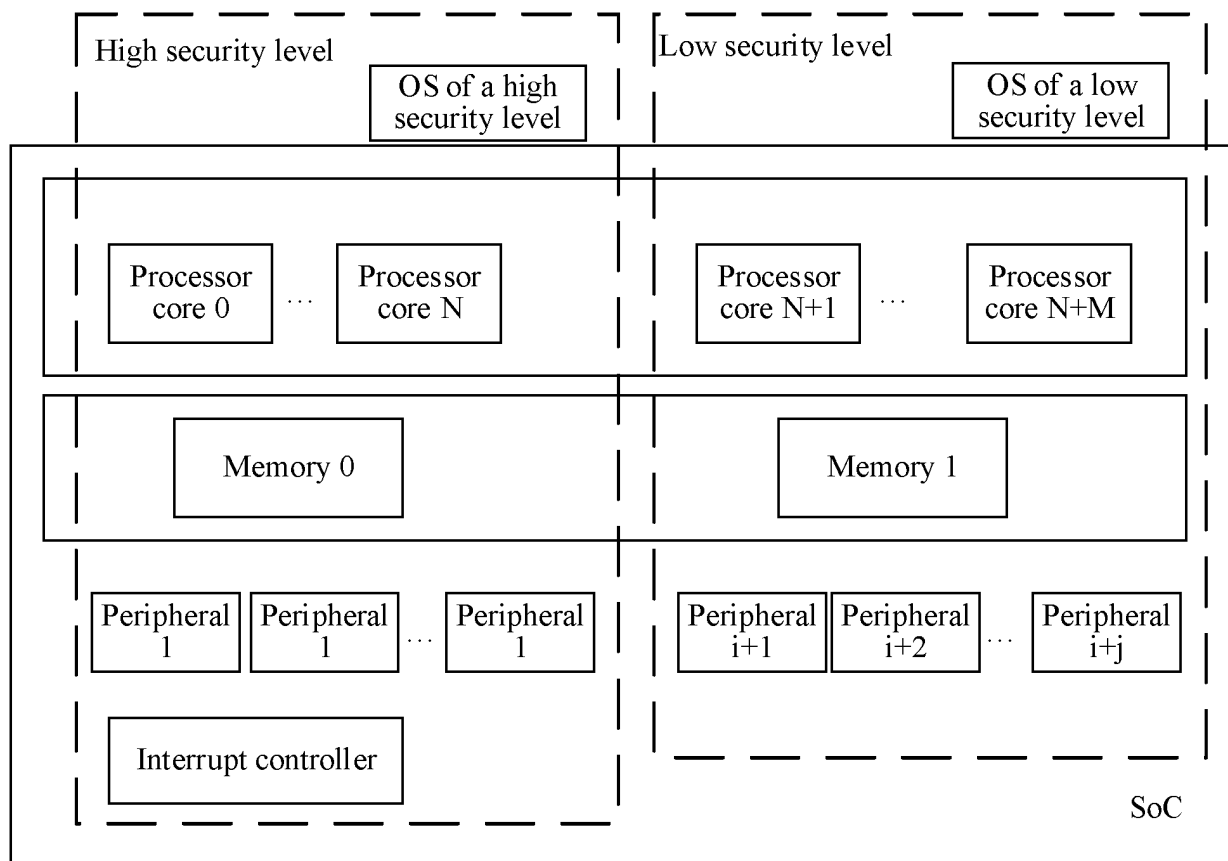 High security level
Low security level
OS of a high
security level
OS of a low
security level
Processor
core 0
...
Processor
core N
Processor
core N+1
...
Processor
core N+M
Memory 0
Memory 1
Peripheral
1
Peripheral
1
...
Peripheral
1
Peripheral
i+1
Peripheral
i+2
...
Peripheral
i+j
Interrupt controller
SoC